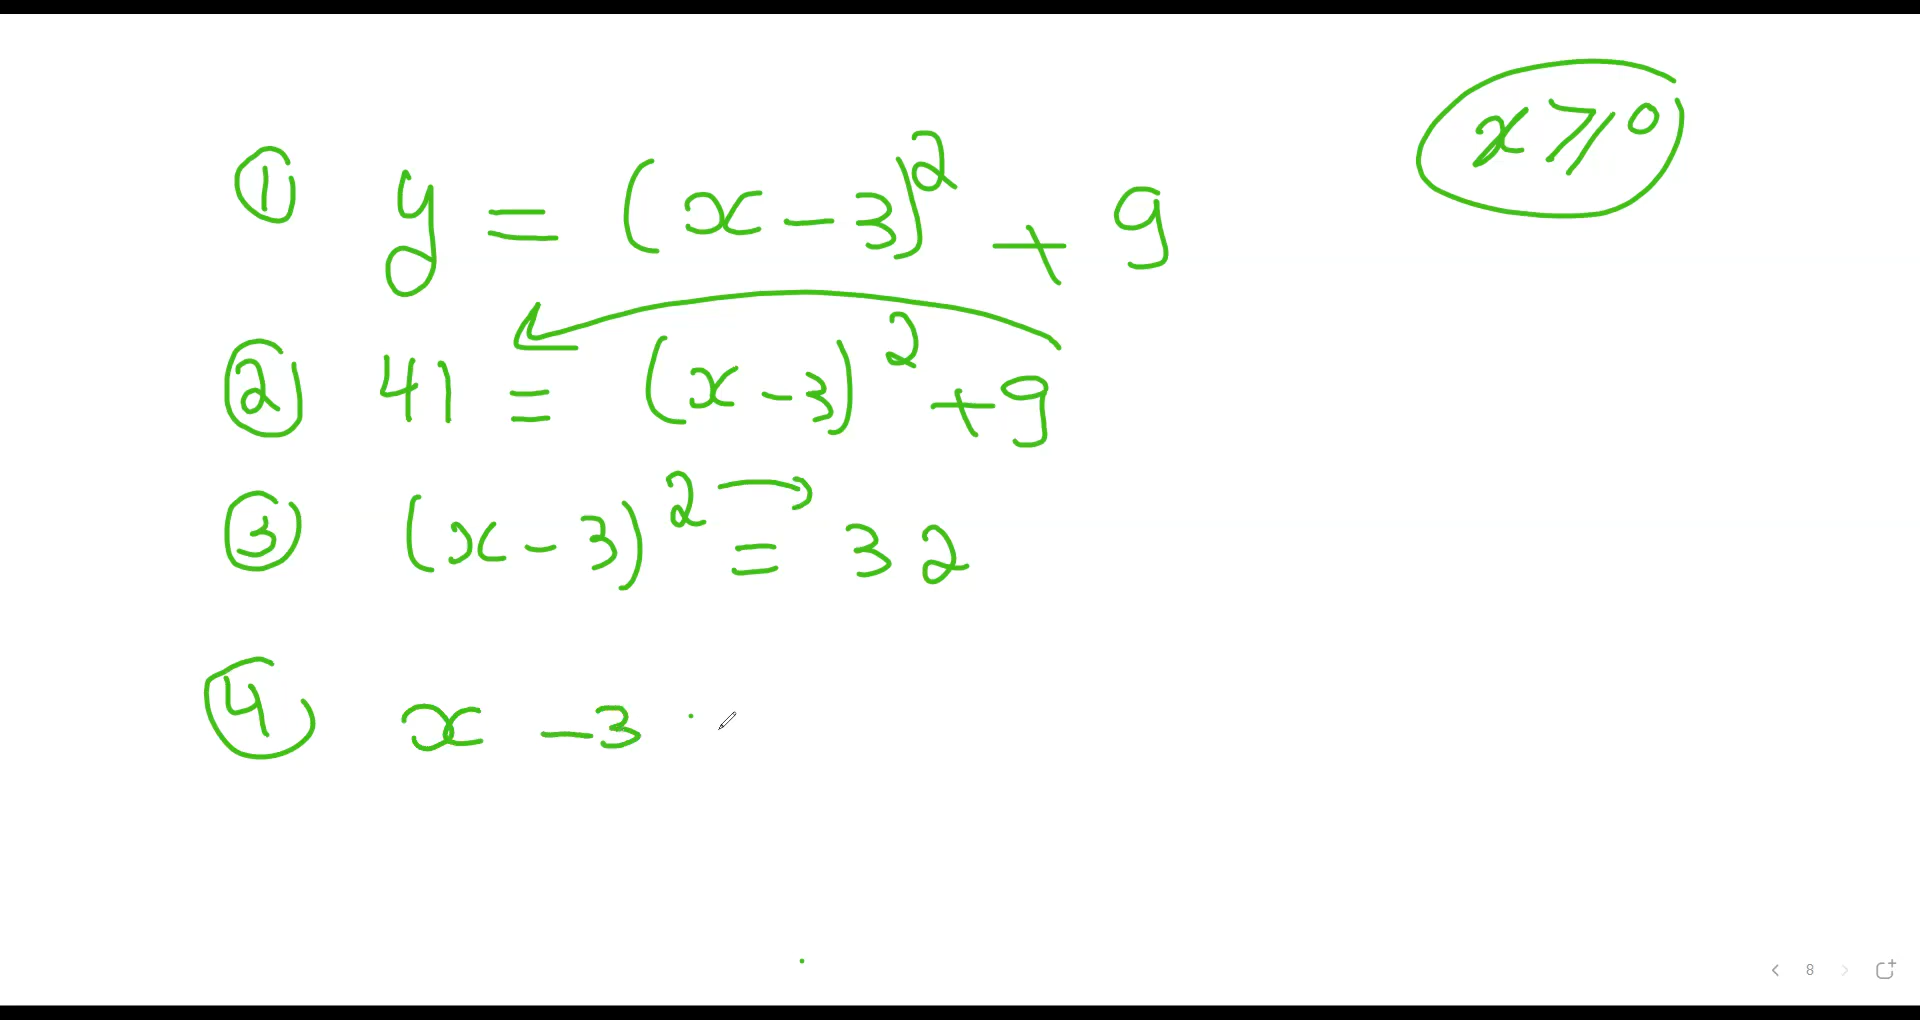 ① y = (x - 3)² + 9
x ⩾ 0
② 41 = (x - 3)² + 9
③ (x - 3)² = 32
④ x - 3
8